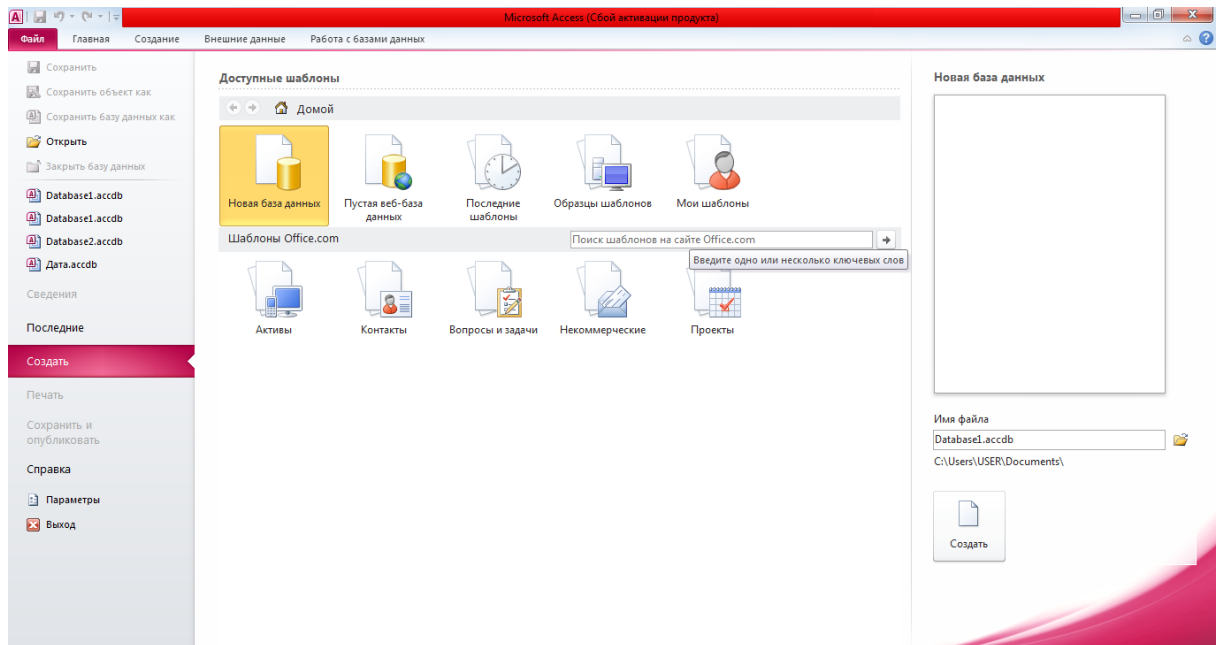 Microsoft Access (Сбой активации продукта)
Файл Главная Создание Внешние данные Работа с базами данных
Сохранить
Сохранить объект как
Сохранить базу данных как
Открыть
Закрыть базу данных
Database1.accdb
Database1.accdb
Database2.accdb
Дата.accdb
Сведения
Последние
Создать
Печать
Сохранить и
опубликовать
Справка
Параметры
Выход
Доступные шаблоны
Домой
Новая база данных
Пустая веб-база
данных
Последние
шаблоны
Образцы шаблонов
Мои шаблоны
Шаблоны Office.com
Поиск шаблонов на сайте Office.com
Введите одно или несколько ключевых слов
Активы
Контакты
Вопросы и задачи
Некоммерческие
Проекты
Новая база данных
Имя файла
Database1.accdb
C:\Users\USER\Documents\
Создать